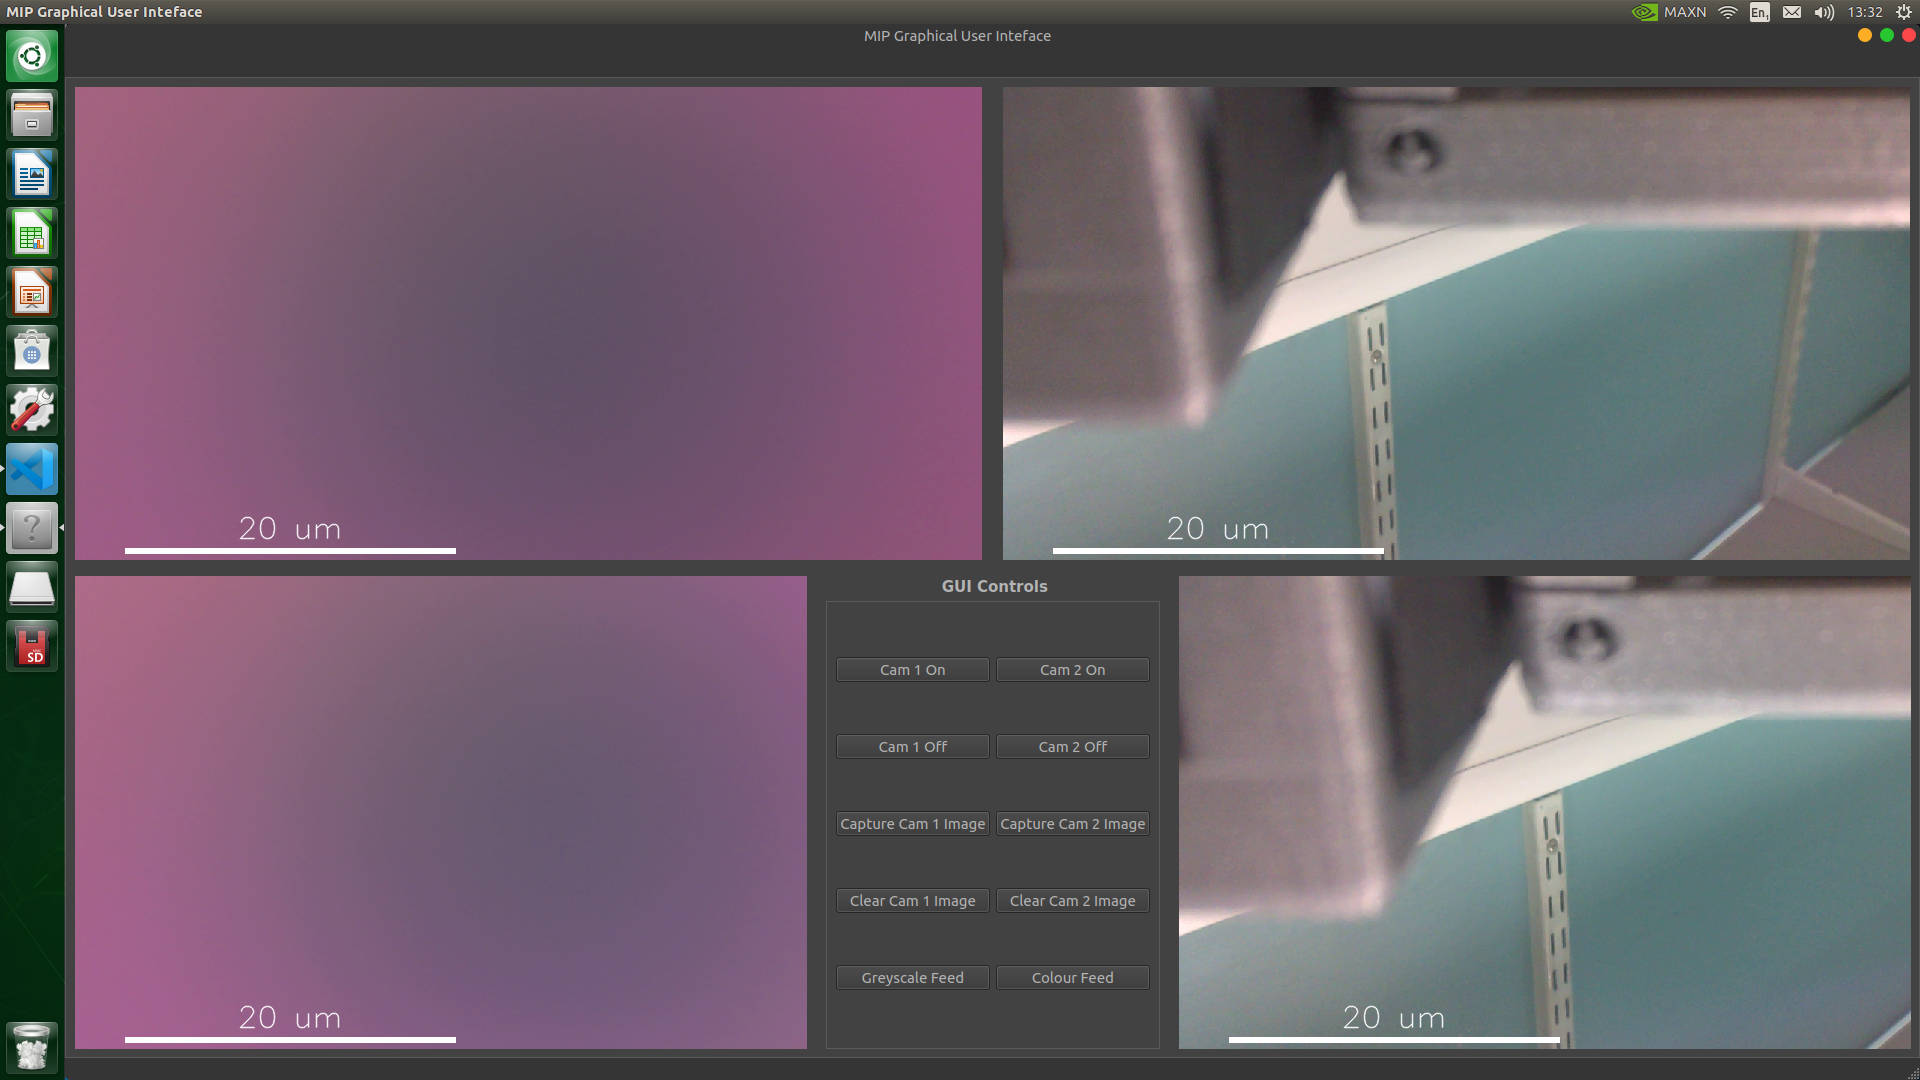 MIP Graphical User Inteface
MAXN
En1
13:32
MIP Graphical User Inteface
20 um
20 um
GUI Controls
Cam 1 On
Cam 2 On
Cam 1 Off
Cam 2 Off
Capture Cam 1 Image
Capture Cam 2 Image
Clear Cam 1 Image
Clear Cam 2 Image
Greyscale Feed
Colour Feed
20 um
20 um
SD